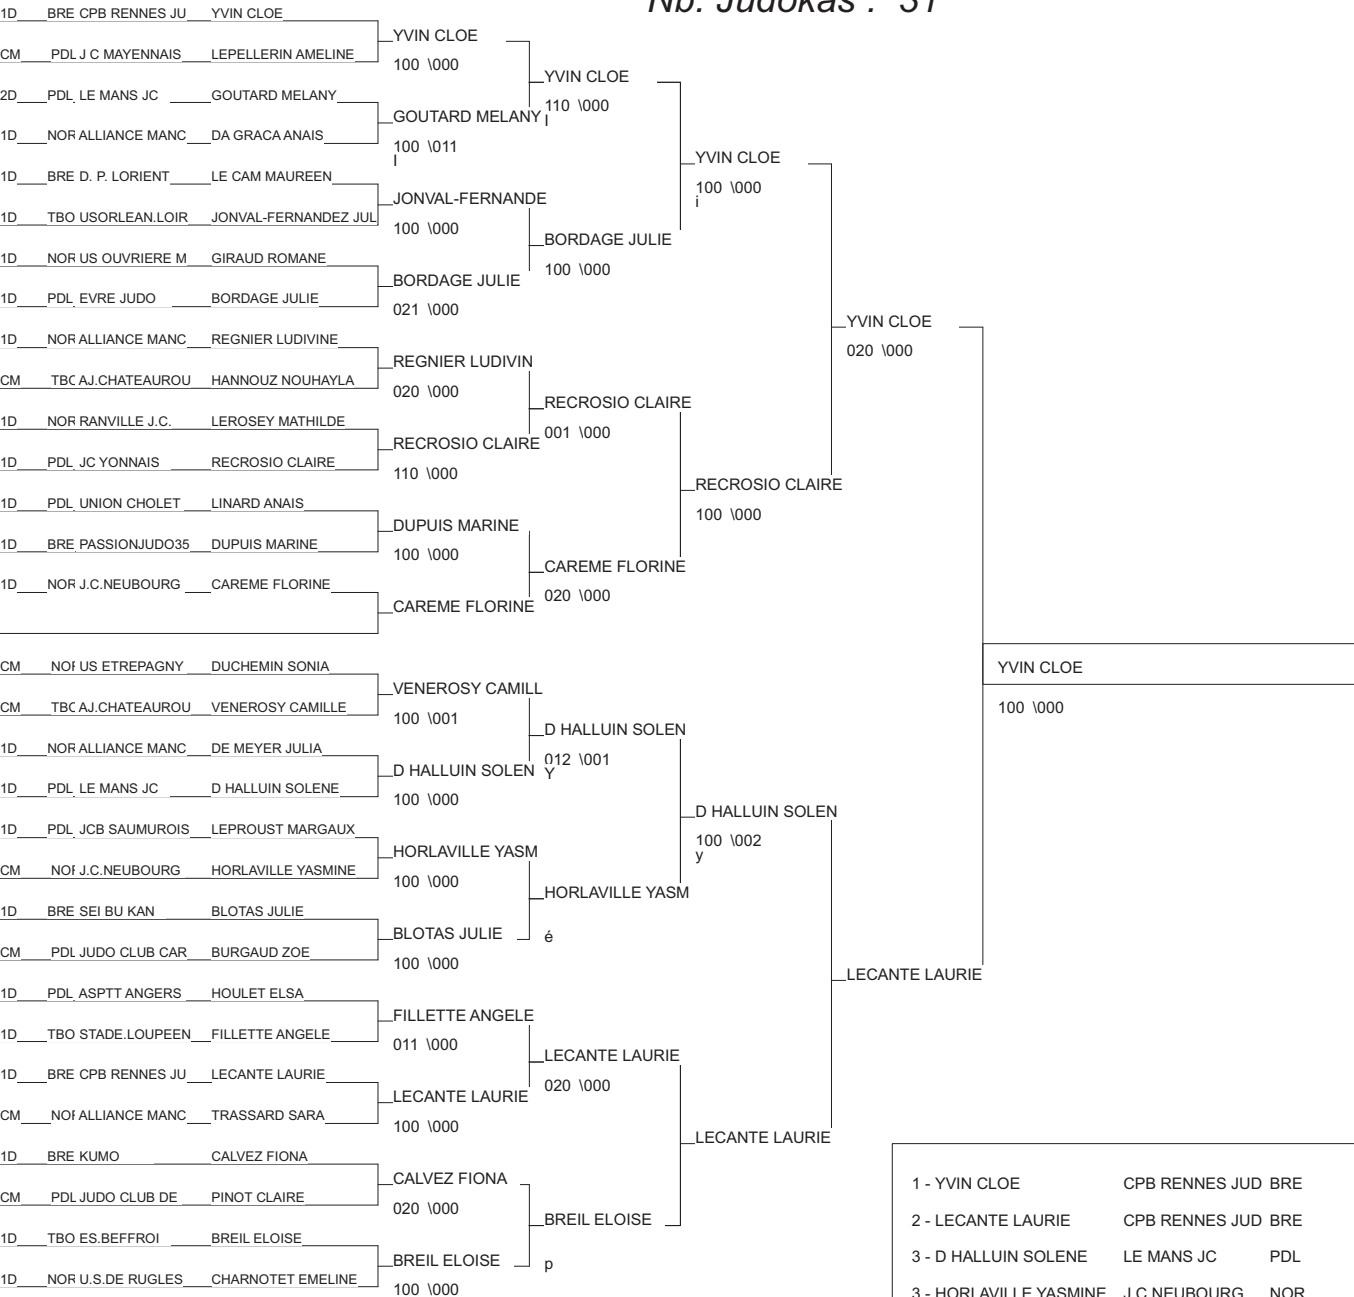 Nb. Judokas : 31
1D BRE CPB RENNES JU YVIN CLOE
CM PDL J C MAYENNAIS LEPELLERIN AMELINE
2D PDL LE MANS JC GOUTARD MELANY
1D NOR ALLIANCE MANC DA GRACA ANAIS
1D BRE D. P. LORIENT LE CAM MAUREEN
1D TBO USORLEAN.LOIR JONVAL-FERNANDEZ JUL
1D NOR US OUVRIERE M GIRAUD ROMANE
1D PDL EVRE JUDO BORDAGE JULIE
1D NOR ALLIANCE MANC REGNIER LUDIVINE
CM TBO AJ.CHATEAUROU HANNOUZ NOUHAYLA
1D NOR RANVILLE J.C. LEROSEY MATHILDE
1D PDL JC YONNAIS RECROSIO CLAIRE
1D PDL UNION CHOLET LINARD ANAIS
1D BRE PASSIONJUDO35 DUPUIS MARINE
1D NOR J.C.NEUBOURG CAREME FLORINE
CM NOR US ETREPAGNY DUCHEMIN SONIA
CM TBO AJ.CHATEAUROU VENEROSY CAMILLE
1D NOR ALLIANCE MANC DE MEYER JULIA
1D PDL LE MANS JC D HALLUIN SOLENE
1D PDL JCB SAUMUROIS LEPROUST MARGAUX
CM NOR J.C.NEUBOURG HORLAVILLE YASMINE
1D BRE SEI BU KAN BLOTAS JULIE
CM PDL JUDO CLUB CAR BURGAUD ZOE
1D PDL ASPTT ANGERS HOULET ELSA
1D TBO STADE.LOUPEEN FILLETTE ANGELE
1D BRE CPB RENNES JU LECANTE LAURIE
CM NOR ALLIANCE MANC TRASSARD SARA
1D BRE KUMO CALVEZ FIONA
CM PDL JUDO CLUB DE PINOT CLAIRE
1D TBO ES.BEFFROI BREIL ELOISE
1D NOR U.S.DE RUGLES CHARNOTET EMELINE
YVIN CLOE
100 \000
GOUTARD MELANY
100 \011
I
JONVAL-FERNANDE
100 \000
BORDAGE JULIE
021 \000
REGNIER LUDIVIN
020 \000
RECROSIO CLAIRE
110 \000
DUPUIS MARINE
100 \000
CAREME FLORINE
VENEROSY CAMILL
100 \001
D HALLUIN SOLEN
100 \000
HORLAVILLE YASM
100 \000
BLOTAS JULIE
100 \000
FILLETTE ANGELE
011 \000
LECANTE LAURIE
100 \000
CALVEZ FIONA
020 \000
BREIL ELOISE
100 \000
YVIN CLOE
110 \000
I
BORDAGE JULIE
100 \000
RECROSIO CLAIRE
001 \000
CAREME FLORINE
020 \000
D HALLUIN SOLEN
012 \001
Y
HORLAVILLE YASM
é
LECANTE LAURIE
020 \000
BREIL ELOISE
p
YVIN CLOE
100 \000
i
RECROSIO CLAIRE
100 \000
D HALLUIN SOLEN
100 \002
y
LECANTE LAURIE
YVIN CLOE
020 \000
LECANTE LAURIE
YVIN CLOE
100 \000
1 - YVIN CLOE CPB RENNES JUD BRE
2 - LECANTE LAURIE CPB RENNES JUD BRE
3 - D HALLUIN SOLENE LE MANS JC PDL
3 - HORLAVILLE YASMINE J.C.NEUBOURG NOR